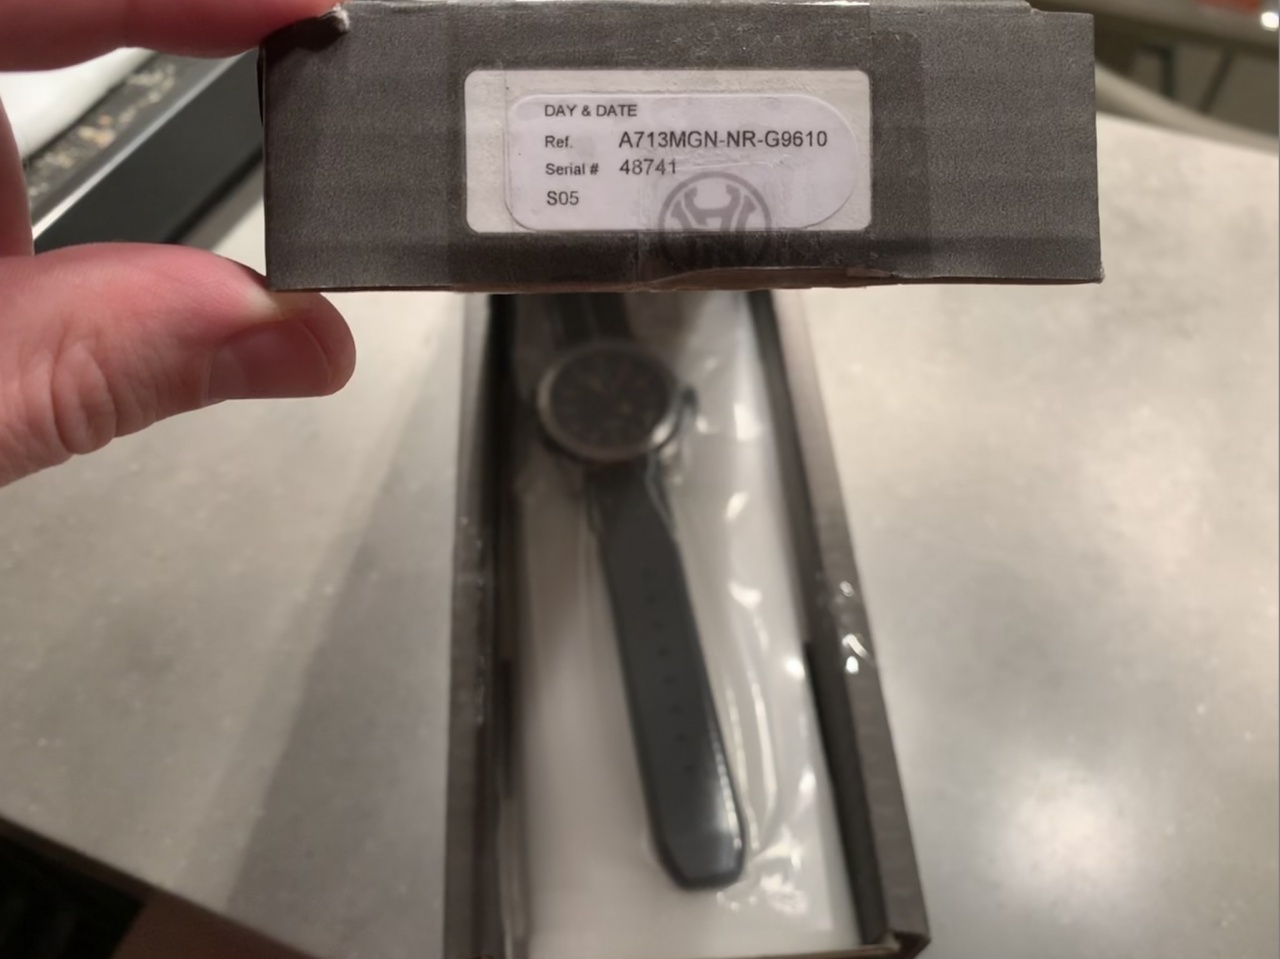 DAY & DATE
Ref. A713MGN-NR-G9610
Serial # 48741
S05